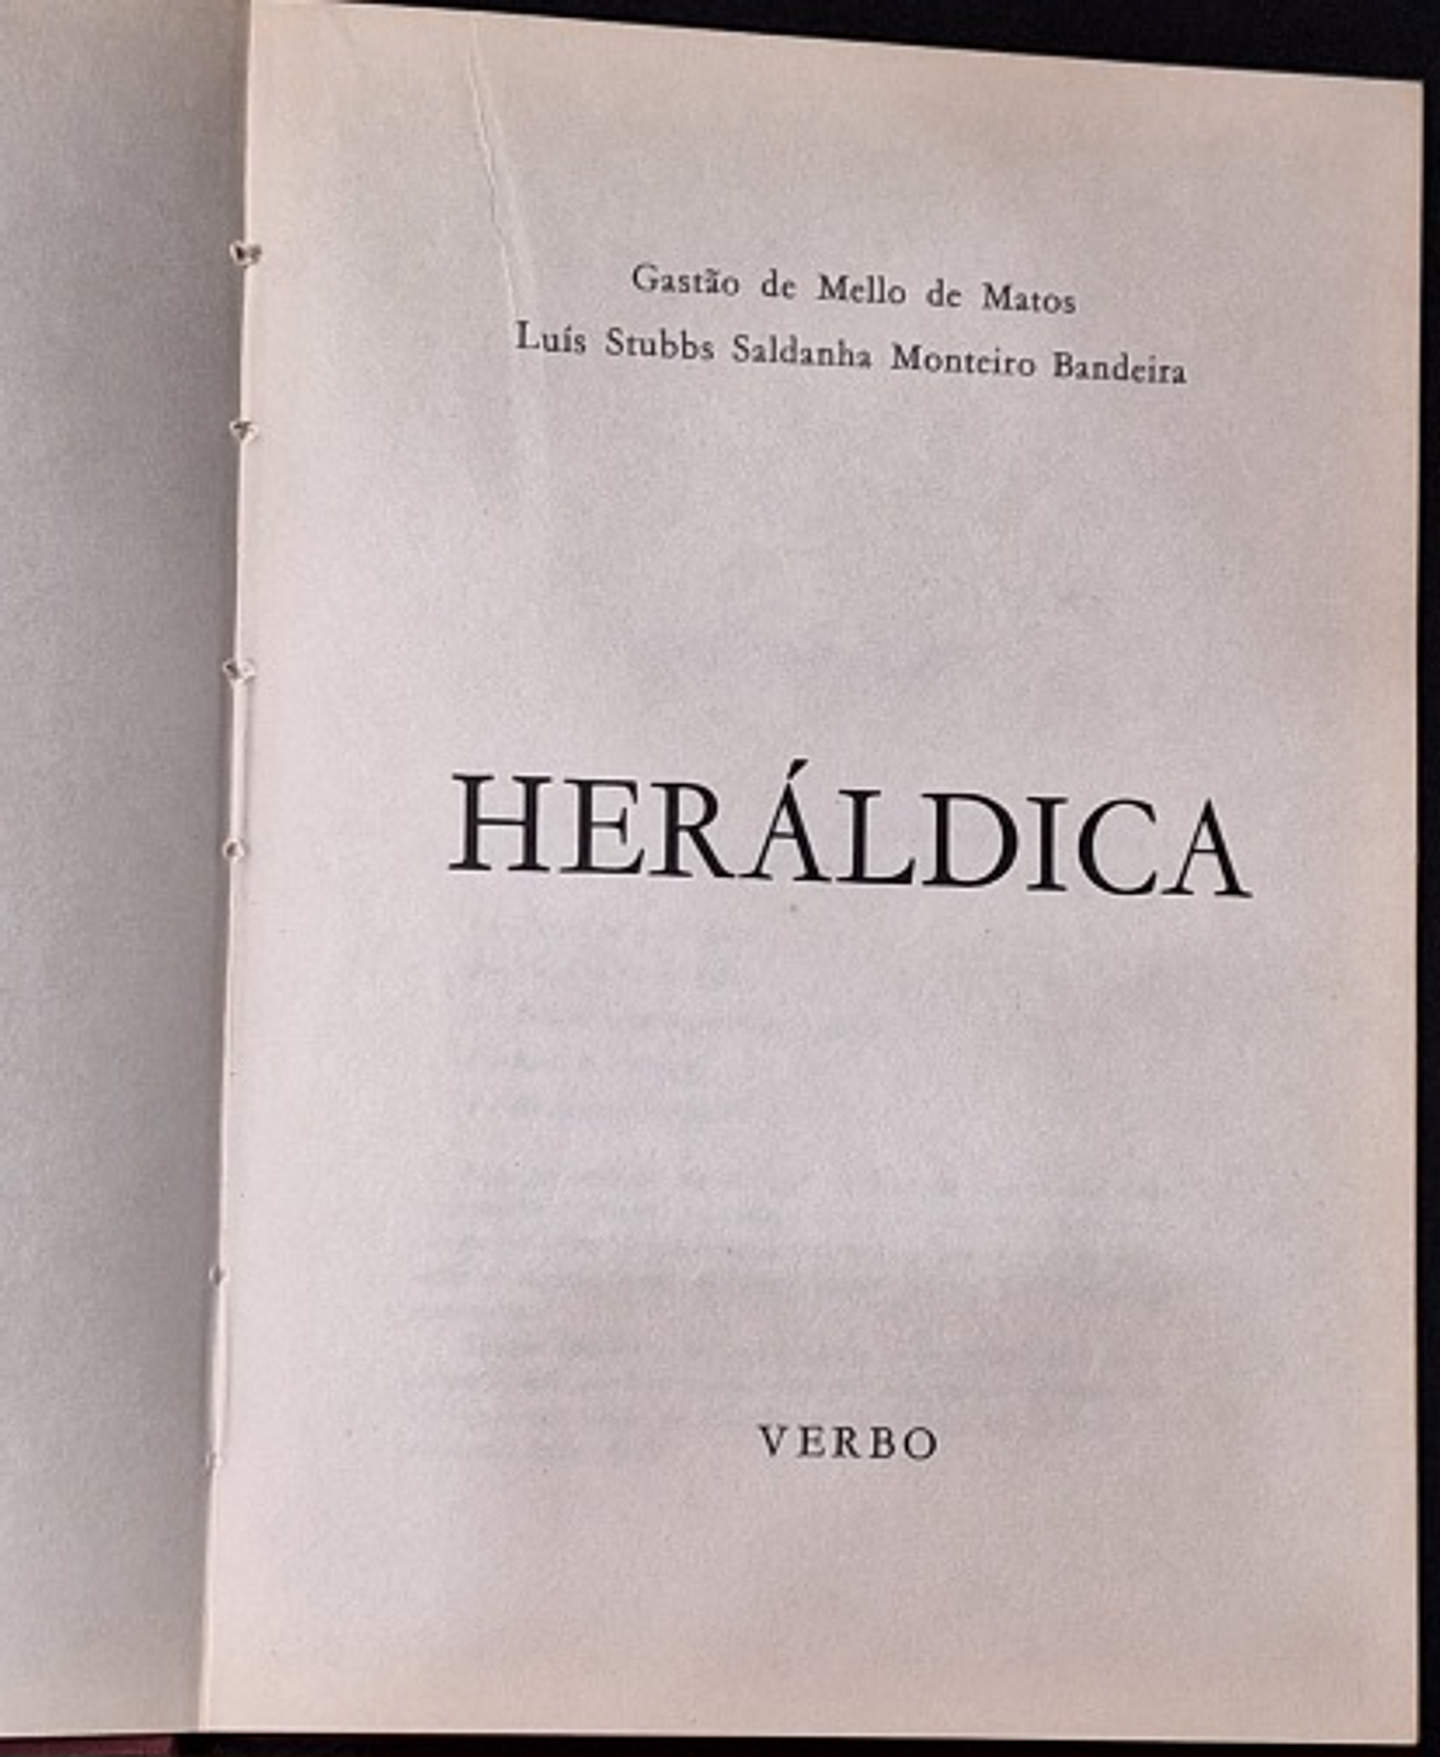 Gastão de Mello de Matos
Luís Stubbs Saldanha Monteiro Bandeira
HERÁLDICA
VERBO